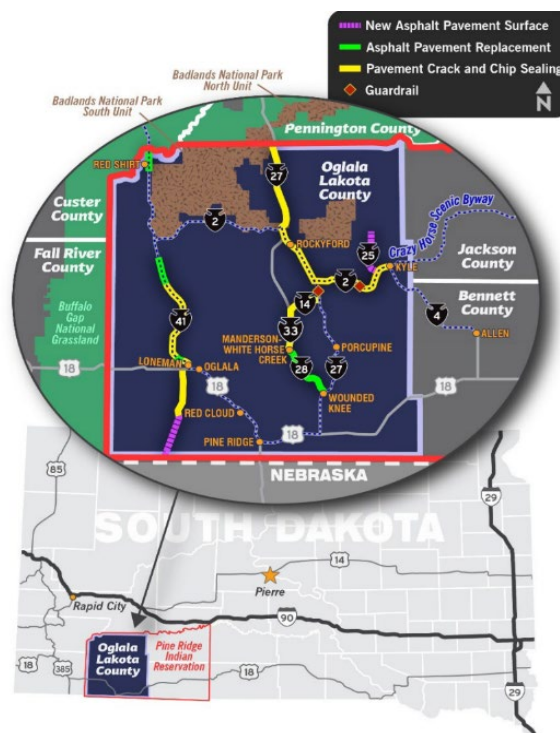 New Asphalt Pavement Surface
Asphalt Pavement Replacement
Pavement Crack and Chip Sealing
Guardrail
N
Badlands National Park
North Unit
Badlands National Park
South Unit
Pennington County
RED SHIRT
27
Oglala
Lakota
County
Custer
County
2
Crazy Horse Scenic Byway
ROCKYFORD
25
KYLE
Jackson
County
Fall River
County
2
14
Bennett
County
Buffalo
Gap
National
Grassland
41
33
4
MANDERSON-
WHITE HORSE
CREEK
PORCUPINE
ALLEN
18
LONEMAN
OGLALA
28
27
18
WOUNDED
KNEE
RED CLOUD
18
PINE RIDGE
18
NEBRASKA
85
29
SOUTH DAKOTA
14
Pierre
Rapid City
90
Oglala
Lakota
County
Pine Ridge
Indian
Reservation
18
385
18
18
29